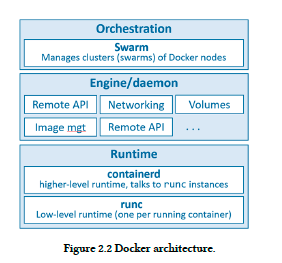 Orchestration
Swarm
Manages clusters (swarms) of Docker nodes
Engine/daemon
Remote API Networking Volumes
Image mgt Remote API ...
Runtime
containerd
higher-level runtime, talks to runc instances
runc
Low-level runtime (one per running container)
Figure 2.2 Docker architecture.